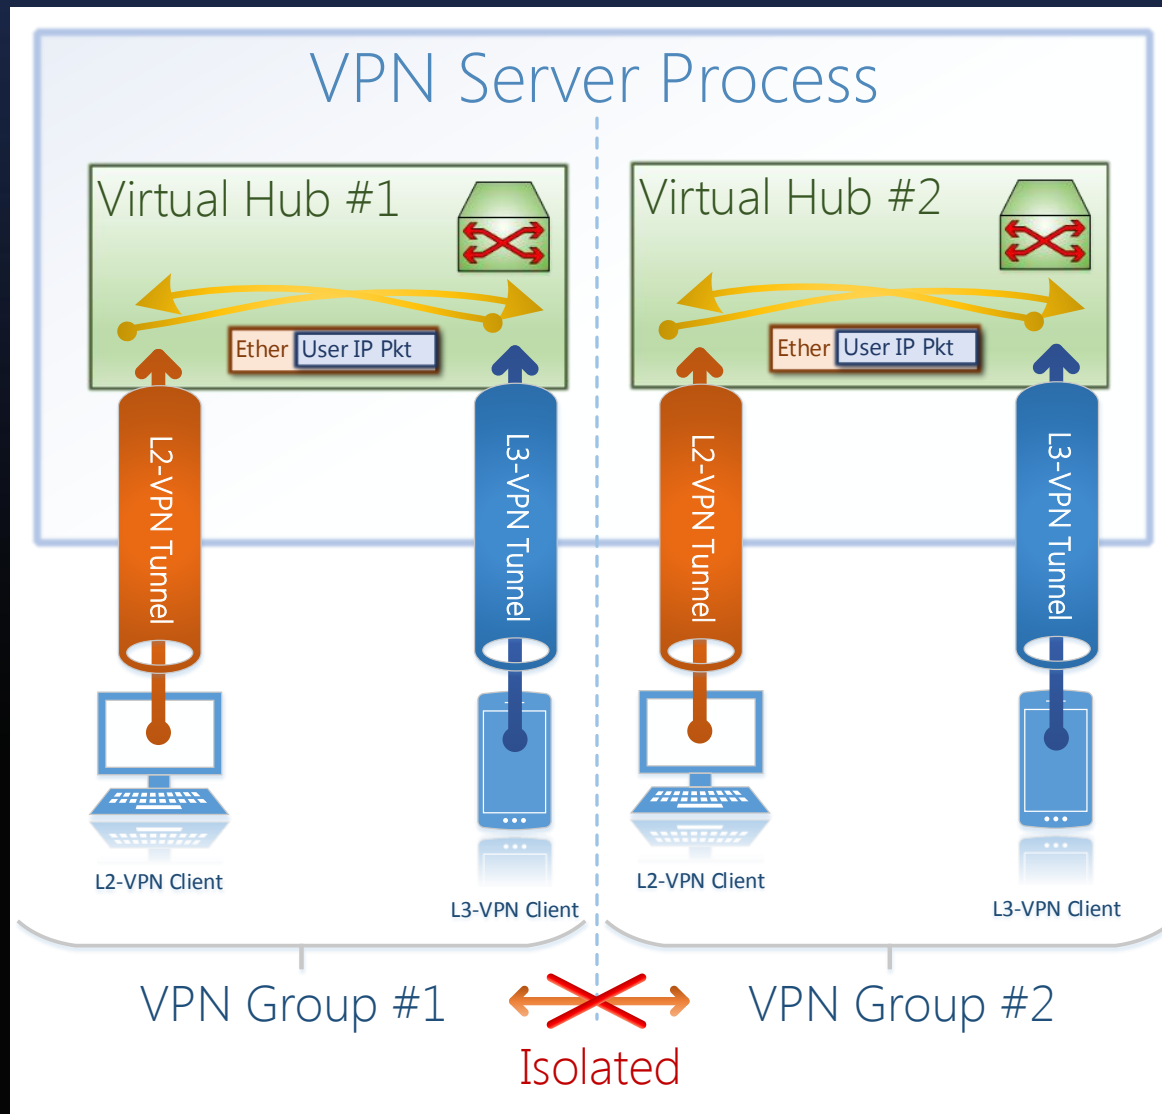 VPN Server Process
Virtual Hub #1
Ether
User IP Pkt
L2-VPN Tunnel
L3-VPN Tunnel
L2-VPN Client
L3-VPN Client
Virtual Hub #2
Ether
User IP Pkt
L2-VPN Tunnel
L3-VPN Tunnel
L2-VPN Client
L3-VPN Client
VPN Group #1
VPN Group #2
Isolated